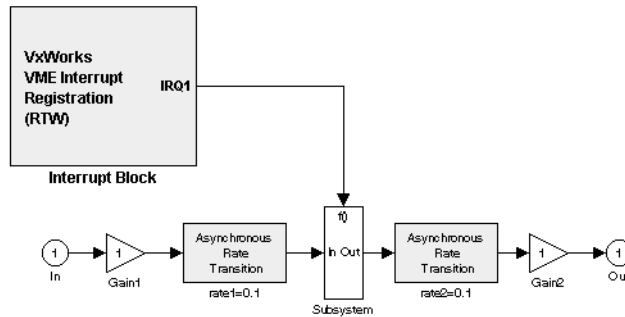 VxWorks
VME Interrupt
Registration
(RTW)
IRQ1
Interrupt Block
1
In
1
Gain1
Asynchronous
Rate
Transition
rate1=0.1
f()
In Out
Subsystem
Asynchronous
Rate
Transition
rate2=0.1
1
Gain2
1
Ou